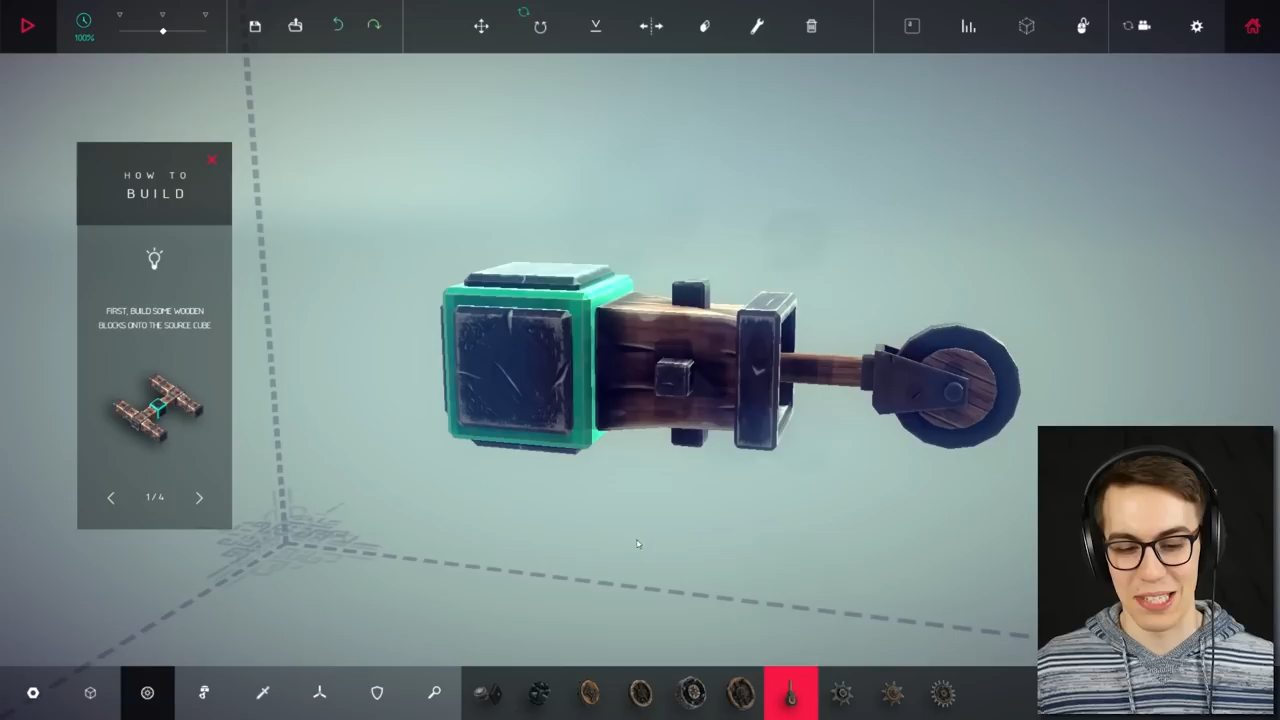 100%
HOW TO
BUILD
FIRST, BUILD SOME WOODEN
BLOCKS ONTO THE SOURCE CUBE
1/4